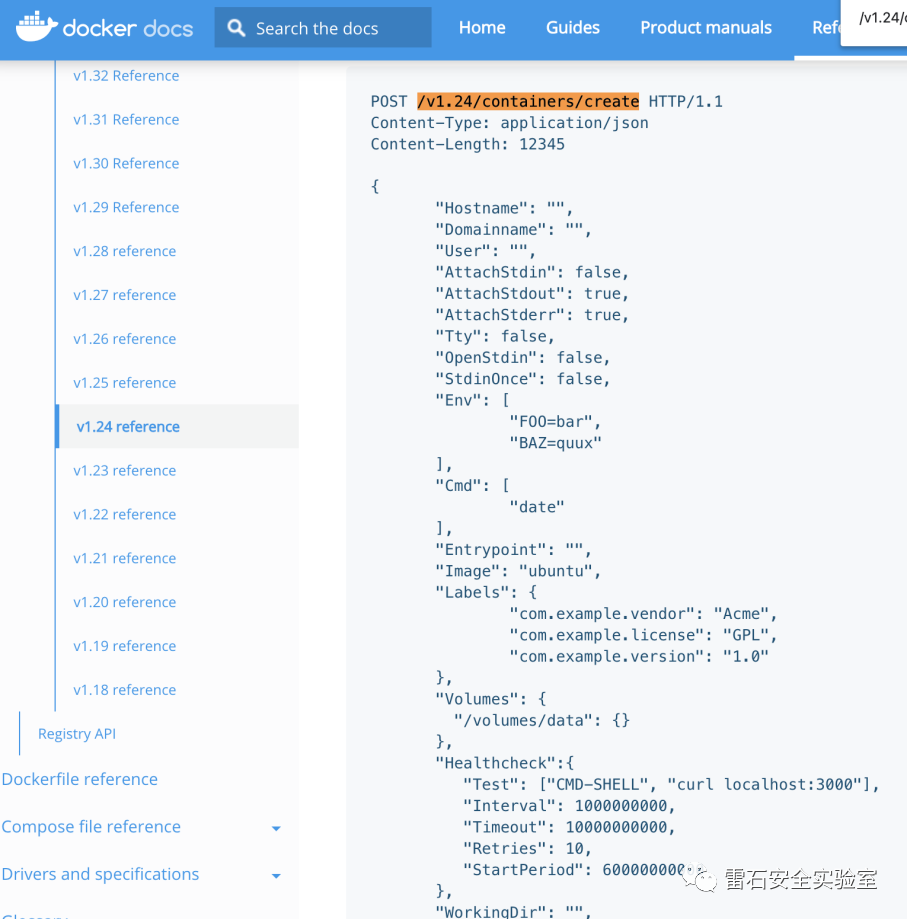 docker docs
Search the docs
Home
Guides
Product manuals
/v1.24/
v1.32 Reference
v1.31 Reference
v1.30 Reference
v1.29 Reference
v1.28 reference
v1.27 reference
v1.26 reference
v1.25 reference
v1.24 reference
v1.23 reference
v1.22 reference
v1.21 reference
v1.20 reference
v1.19 reference
v1.18 reference
Registry API
Dockerfile reference
Compose file reference
Drivers and specifications
POST /v1.24/containers/create HTTP/1.1
Content-Type: application/json
Content-Length: 12345
{
"Hostname": "",
"Domainname": "",
"User": "",
"AttachStdin": false,
"AttachStdout": true,
"AttachStderr": true,
"Tty": false,
"OpenStdin": false,
"StdinOnce": false,
"Env": [
"FOO=bar",
"BAZ=quux"
],
"Cmd": [
"date"
],
"Entrypoint": "",
"Image": "ubuntu",
"Labels": {
"com.example.vendor": "Acme",
"com.example.license": "GPL",
"com.example.version": "1.0"
},
"Volumes": {
"/volumes/data": {}
},
"Healthcheck":{
"Test": ["CMD-SHELL", "curl localhost:3000"],
"Interval": 1000000000,
"Timeout": 10000000000,
"Retries": 10,
"StartPeriod":
},
"WorkingDir": "",
雷石安全实验室